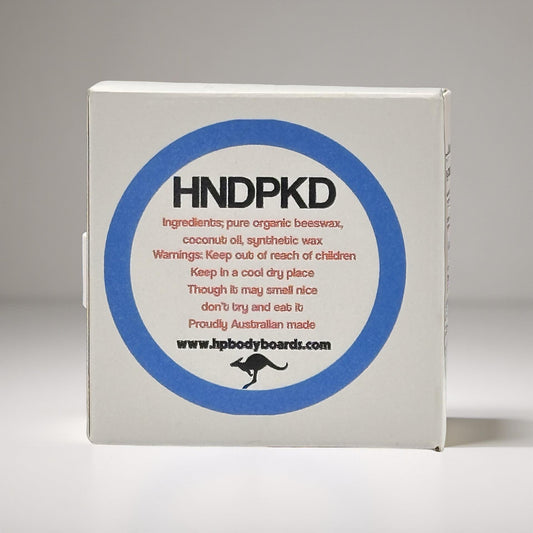 HNDPKD
Ingredients; pure organic beeswax,
coconut oil, synthetic wax
Warnings: Keep out of reach of children
Keep in a cool dry place
Though it may smell nice
don't try and eat it
Proudly Australian made
www.hpbodyboards.com